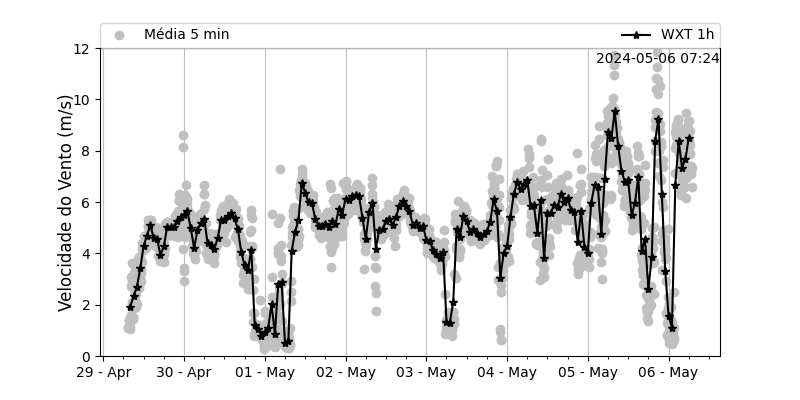 Média 5 min
WXT 1h
2024-05-06 07:24
Velocidade do Vento (m/s)
12
10
8
6
4
2
0
29 - Apr
30 - Apr
01 - May
02 - May
03 - May
04 - May
05 - May
06 - May